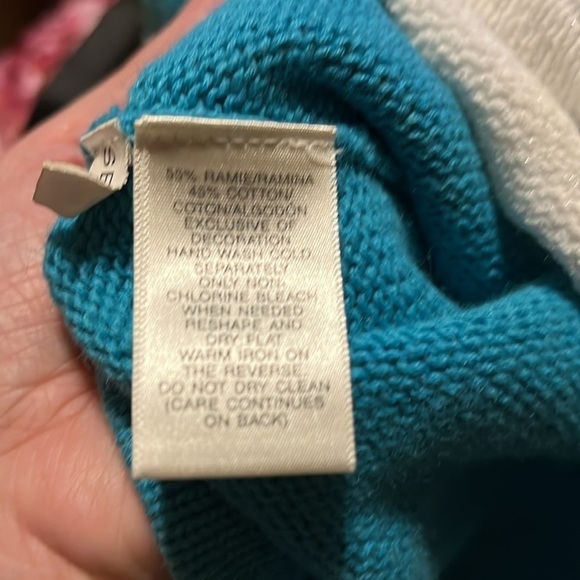 55% RAMIE/RAMINA
45% COTTON/
COTON/ALGODON
EXCLUSIVE OF
DECORATION
HAND WASH COLD
SEPARATELY
ONLY NON
CHLORINE BLEACH
WHEN NEEDED
RESHAPE AND
DRY FLAT
WARM IRON ON
THE REVERSE.
DO NOT DRY CLEAN
(CARE CONTINUES
ON BACK)